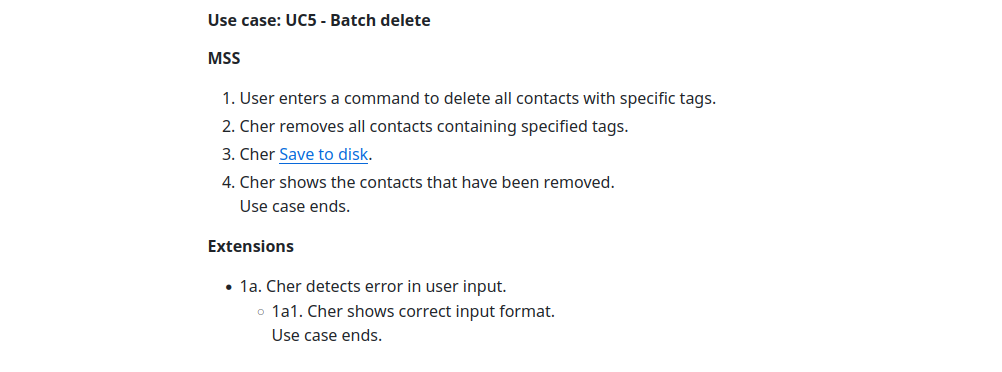 Use case: UC5 - Batch delete
MSS
1. User enters a command to delete all contacts with specific tags.
2. Cher removes all contacts containing specified tags.
3. Cher Save to disk.
4. Cher shows the contacts that have been removed.
Use case ends.
Extensions
• 1a. Cher detects error in user input.
○ 1a1. Cher shows correct input format.
Use case ends.